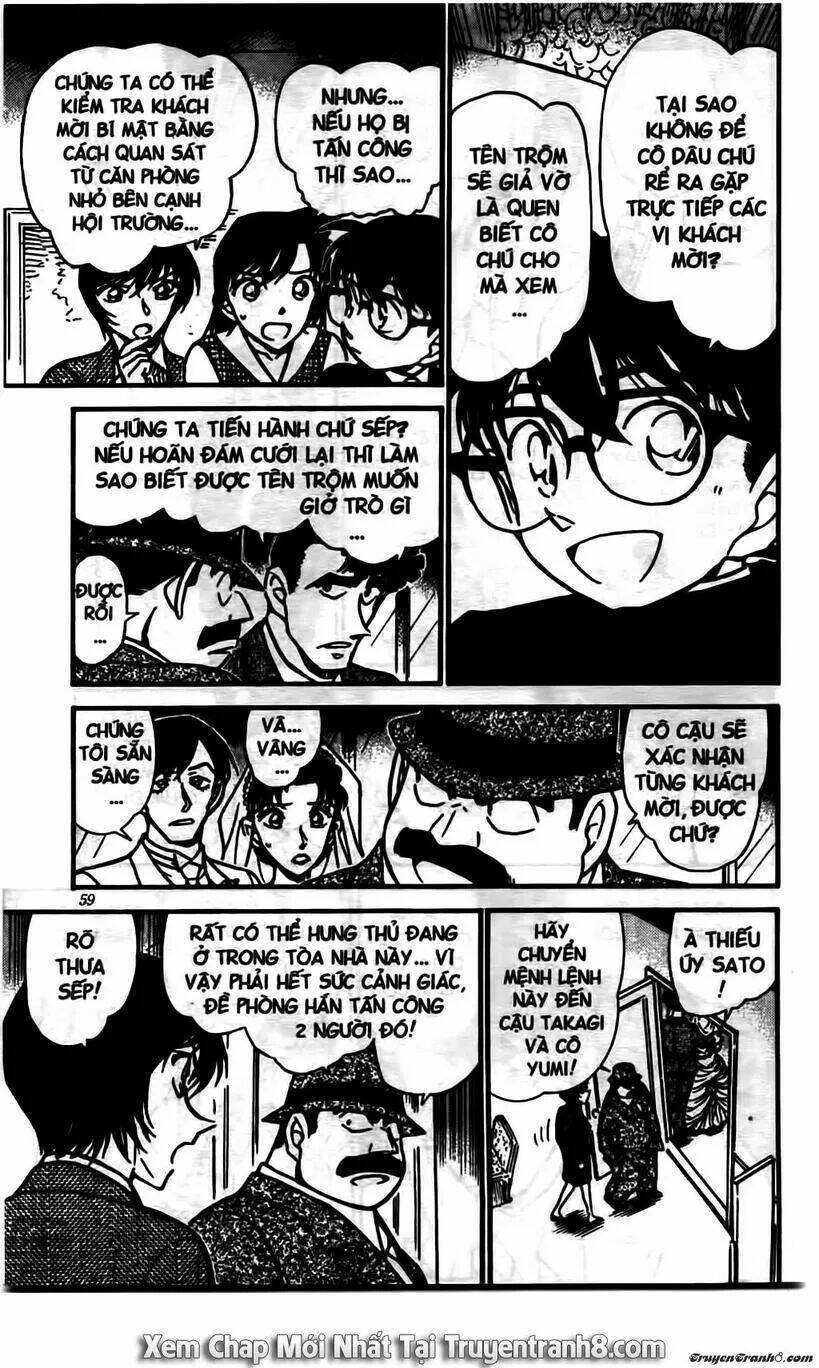 TẠI SAO
KHÔNG ĐỂ
CÔ DÂU CHÚ
RỂ RA GẶP
TRỰC TIẾP CÁC
VỊ KHÁCH
MỜI?
TÊN TRỘM
SẼ GIẢ VỜ
LÀ QUEN
BIẾT CÔ
CHÚ CHO
MÀ XEM
...
NHƯNG...
NẾU HỌ BỊ
TẤN CÔNG
THÌ SAO...
CHÚNG TA CÓ THỂ
KIỂM TRA KHÁCH
MỜI BÍ MẬT BẰNG
CÁCH QUAN SÁT
TỪ CĂN PHÒNG
NHỎ BÊN CẠNH
HỘI TRƯỜNG...
CHÚNG TA TIẾN HÀNH CHỨ SẾP?
NẾU HOÃN ĐÁM CƯỚI LẠI THÌ LÀM
SAO BIẾT ĐƯỢC TÊN TRỘM MUỐN
GIỞ TRÒ GÌ
...
ĐƯỢC
RỒI
...
CÔ CẬU SẼ
XÁC NHẬN
TỪNG KHÁCH
MỜI, ĐƯỢC
CHỨ?
VÂ...
VÂNG
...
CHÚNG
TÔI SẴN
SÀNG
...
59
À THIẾU
ÚY SATO
!
HÃY
CHUYỂN
MỆNH LỆNH
NÀY ĐẾN
CẬU TAKAGI
VÀ CÔ
YUMI!
RẤT CÓ THỂ HUNG THỦ ĐANG
Ở TRONG TÒA NHÀ NÀY... VÌ
VẬY PHẢI HẾT SỨC CẢNH GIÁC,
ĐỂ PHÒNG HẮN TẤN CÔNG
2 NGƯỜI ĐÓ!
RÕ
THƯA
SẾP!
Xem Chap Mới Nhất Tại Truyentranh8.com
TruyenTranh8.com